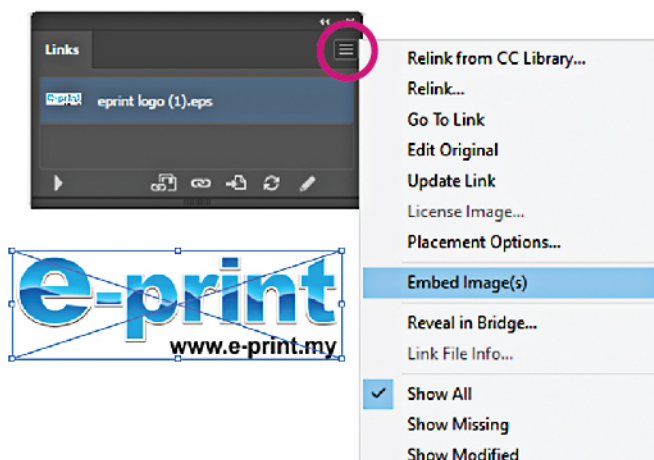 Links
e-print
eprint logo (1).eps
e-print
www.e-print.my
Relink from CC Library...
Relink...
Go To Link
Edit Original
Update Link
License Image...
Placement Options...
Embed Image(s)
Reveal in Bridge...
Link File Info...
Show All
Show Missing
Show Modified